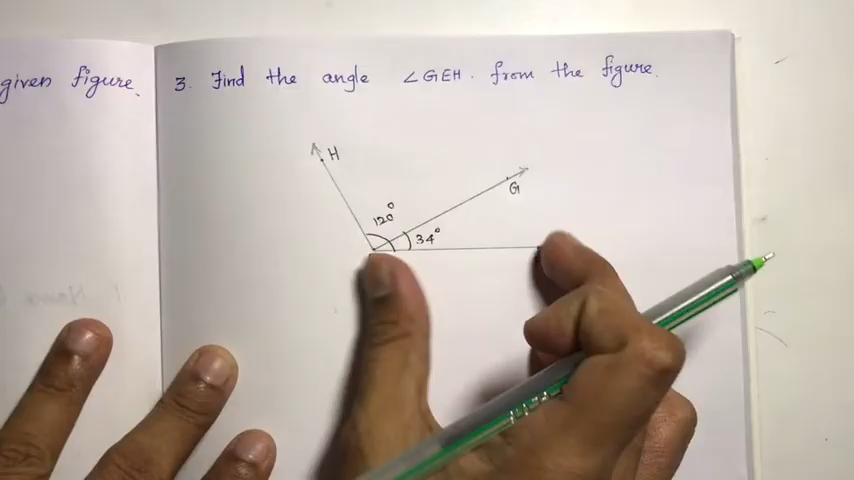 given figure.
3. Find the angle ∠GEH. from the figure.
H
G
120°
34°